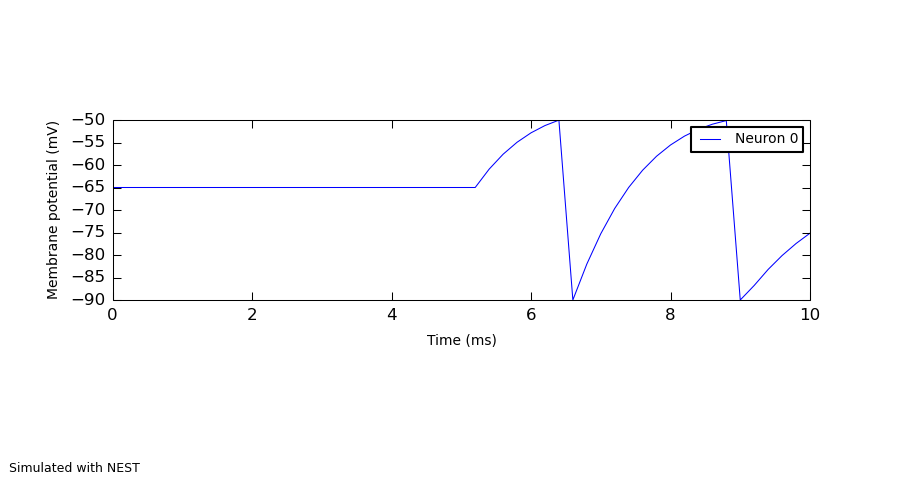 Membrane potential (mV)
−50
−55
−60
−65
−70
−75
−80
−85
−90
Neuron 0
0 2 4 6 8 10
Time (ms)
Simulated with NEST